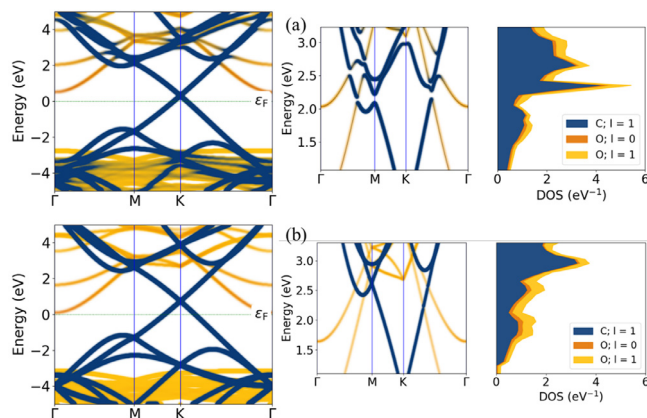 (a)
Energy (eV)
4
2
0
−2
−4
εF
Γ
M
K
Γ
Energy (eV)
3.0
2.5
2.0
1.5
Γ
M
K
Γ
C; l = 1
O; l = 0
O; l = 1
0
2
4
6
DOS (eV⁻¹)
(b)
Energy (eV)
4
2
0
−2
−4
εF
Γ
M
K
Γ
Energy (eV)
3.0
2.5
2.0
1.5
Γ
M
K
Γ
C; l = 1
O; l = 0
O; l = 1
0
2
4
6
DOS (eV⁻¹)